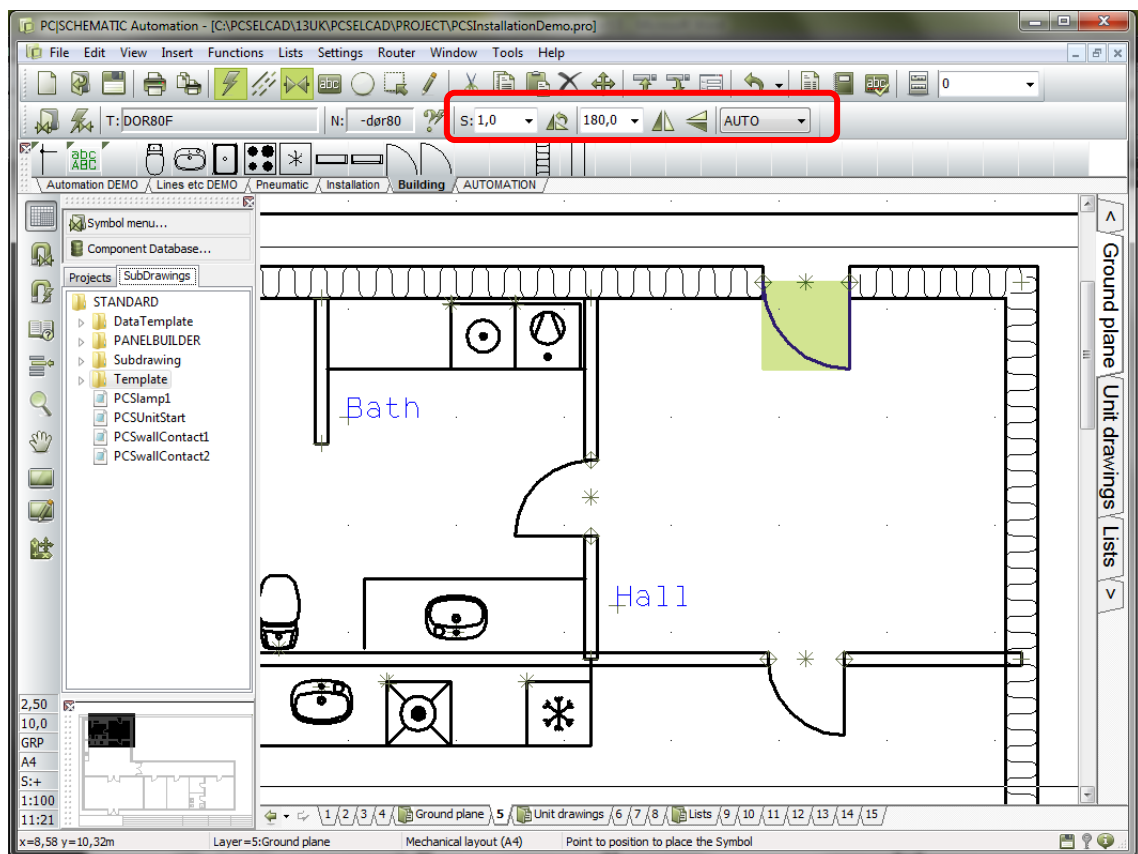 PC|SCHEMATIC Automation - [C:\PCSELCAD\13UK\PCSELCAD\PROJECT\PCSInstallationDemo.pro]
File Edit View Insert Functions Lists Settings Router Window Tools Help
abc 0
T: DOR80F N: -dør80 S: 1,0 180,0 AUTO
abc
ABC
Automation DEMO Lines etc DEMO Pneumatic Installation Building AUTOMATION
Symbol menu...
Component Database...
Projects SubDrawings
STANDARD
DataTemplate
PANELBUILDER
Subdrawing
Template
PCSlamp1
PCSUnitStart
PCSwallContact1
PCSwallContact2
Bath
Hall
Ground plane
Unit drawings
Lists
2,50
10,0
GRP
A4
S:+
1:100
11:21
1 2 3 4 Ground plane 5 Unit drawings 6 7 8 Lists 9 10 11 12 13 14 15
x=8,58 y=10,32m Layer=5:Ground plane Mechanical layout (A4) Point to position to place the Symbol